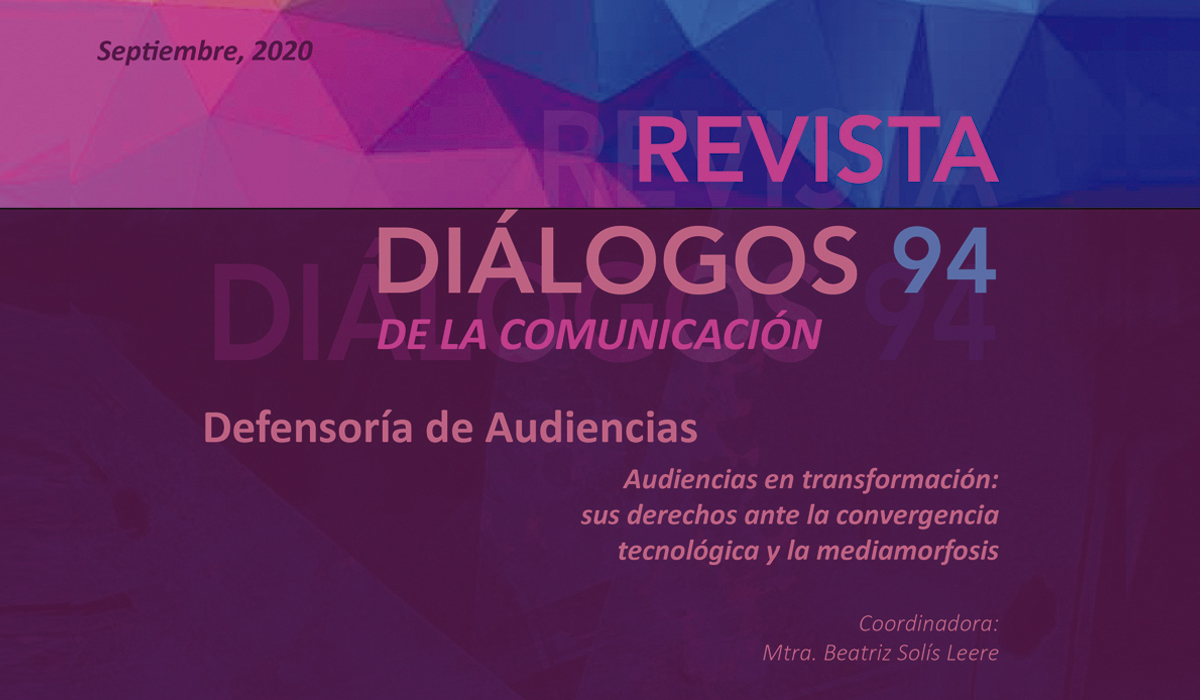 Septiembre, 2020
REVISTA
DIÁLOGOS 94
DE LA COMUNICACIÓN
Defensoría de Audiencias
Audiencias en transformación:
sus derechos ante la convergencia
tecnológica y la mediamorfosis
Coordinadora:
Mtra. Beatriz Solís Leere